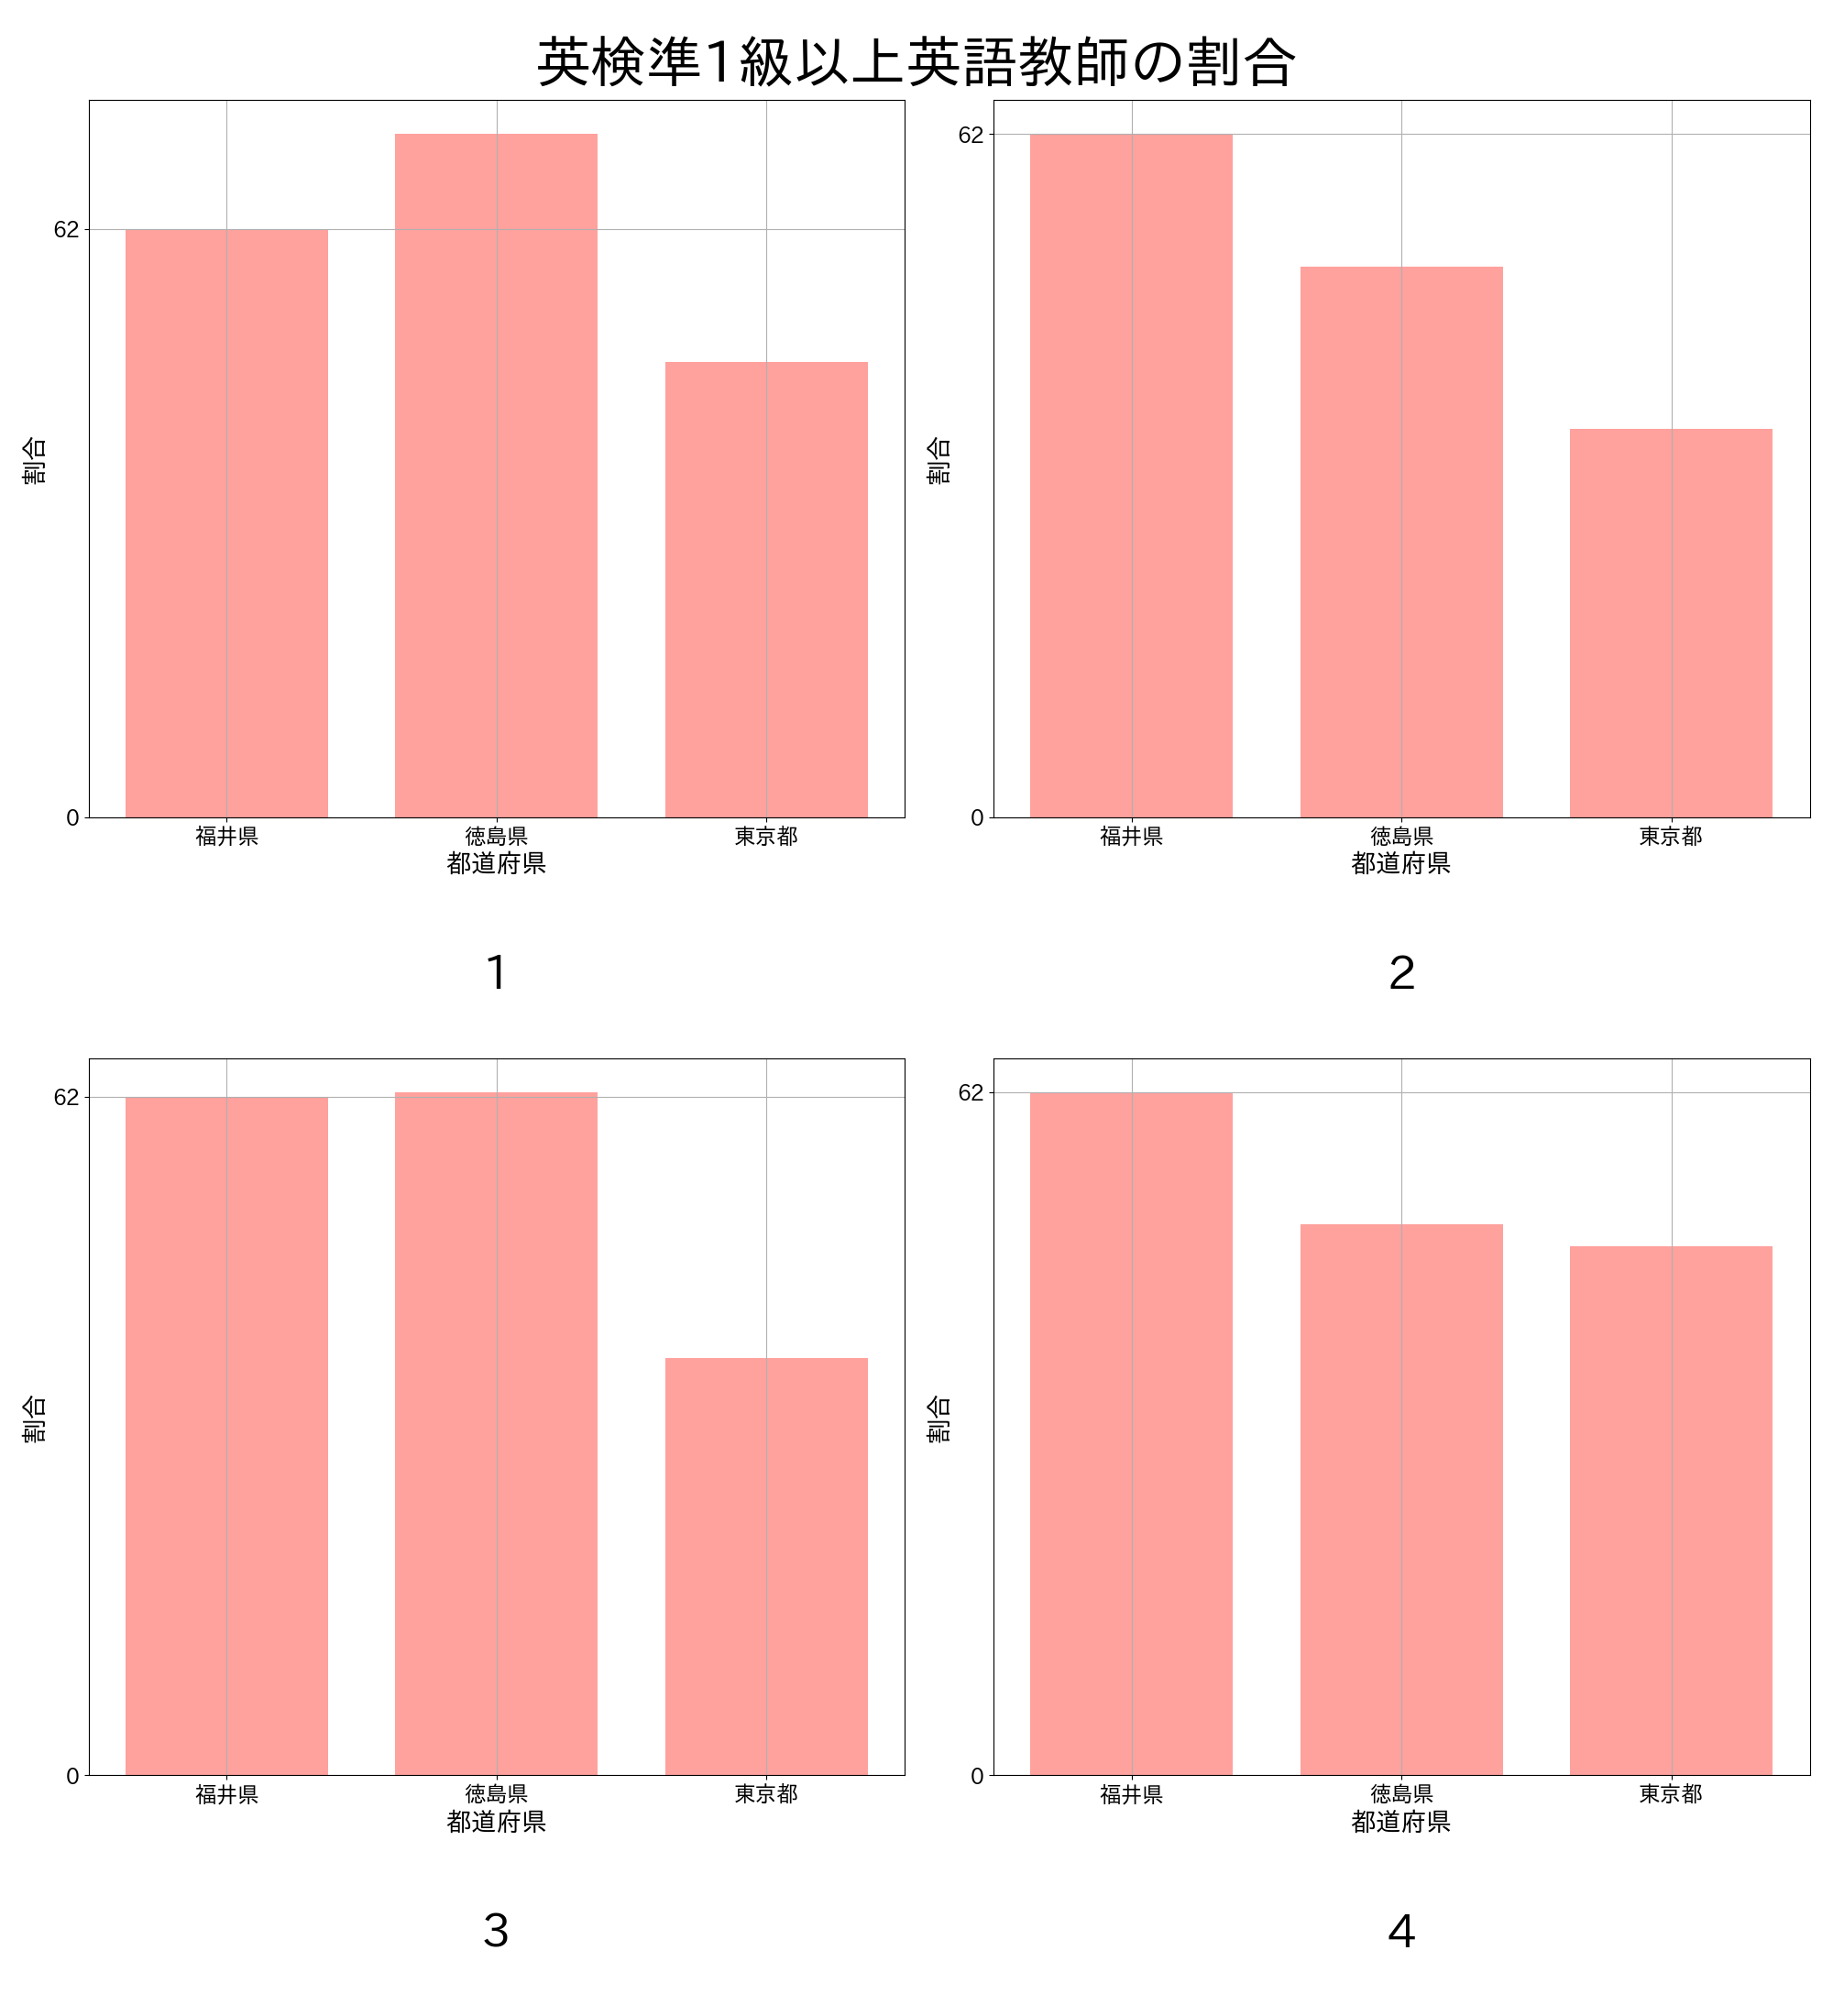 英検準1級以上英語教師の割合
62
0
割合
福井県 徳島県 東京都
都道府県
1
62
0
割合
福井県 徳島県 東京都
都道府県
2
62
0
割合
福井県 徳島県 東京都
都道府県
3
62
0
割合
福井県 徳島県 東京都
都道府県
4